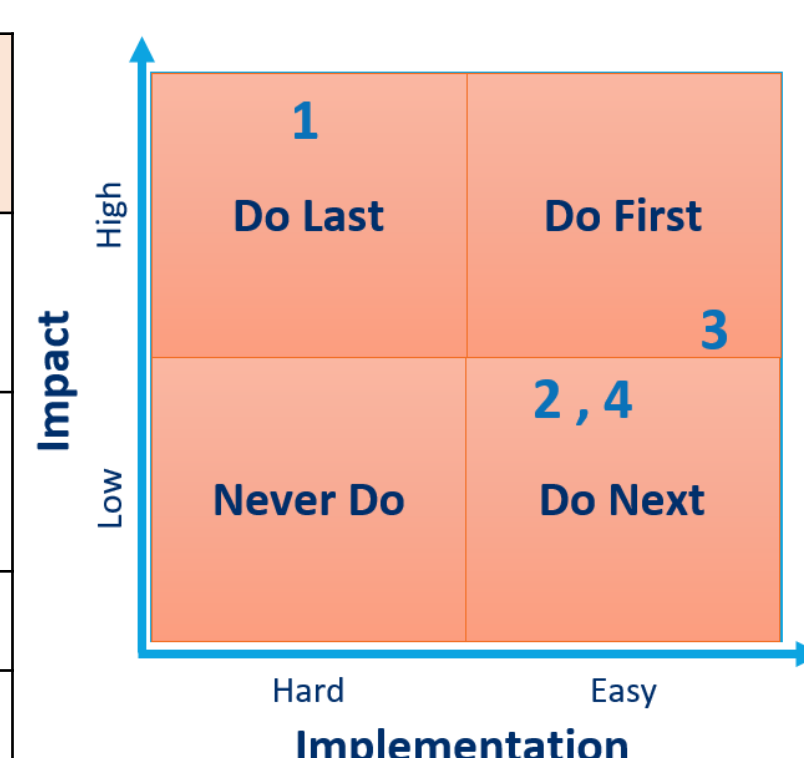 1
Do Last
Do First
High
3
Impact
2 , 4
Never Do
Do Next
Low
Hard
Easy
Implementation